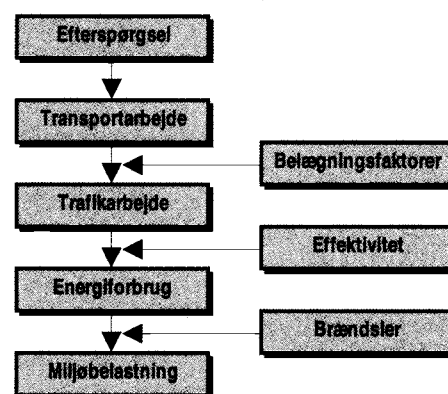 Efterspørgsel
Transportarbejde
Belægningsfaktorer
Trafikarbejde
Effektivitet
Energiforbrug
Brændsler
Miljøbelastning